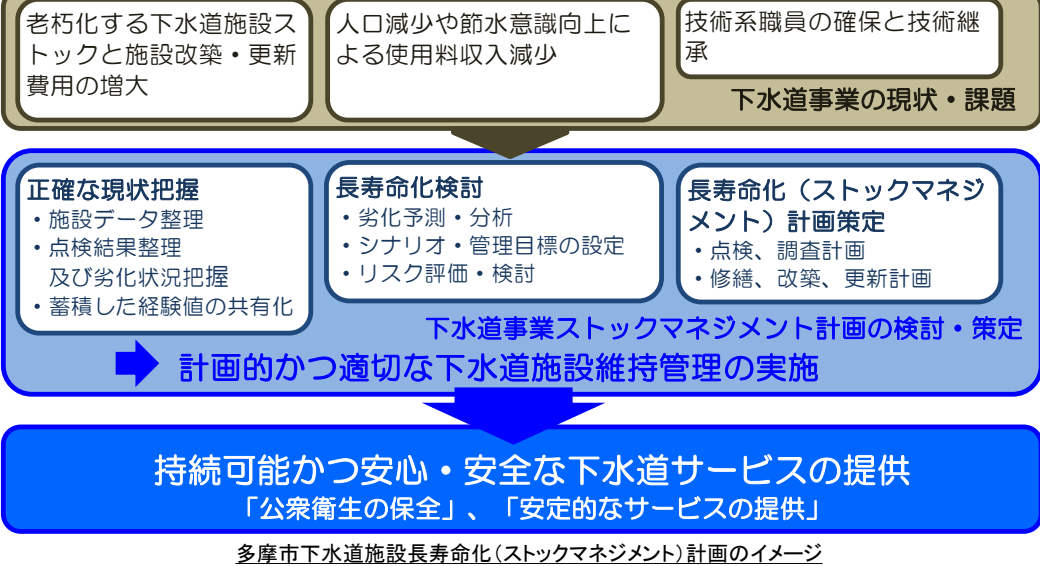 老朽化する下水道施設ス
トックと施設改築・更新
費用の増大
人口減少や節水意識向上に
よる使用料収入減少
技術系職員の確保と技術継
承
下水道事業の現状・課題
正確な現状把握
・施設データ整理
・点検結果整理
及び劣化状況把握
・蓄積した経験値の共有化
長寿命化検討
・劣化予測・分析
・シナリオ・管理目標の設定
・リスク評価・検討
長寿命化（ストックマネジ
メント）計画策定
・点検、調査計画
・修繕、改築、更新計画
下水道事業ストックマネジメント計画の検討・策定
計画的かつ適切な下水道施設維持管理の実施
持続可能かつ安心・安全な下水道サービスの提供
「公衆衛生の保全」、「安定的なサービスの提供」
多摩市下水道施設長寿命化（ストックマネジメント）計画のイメージ